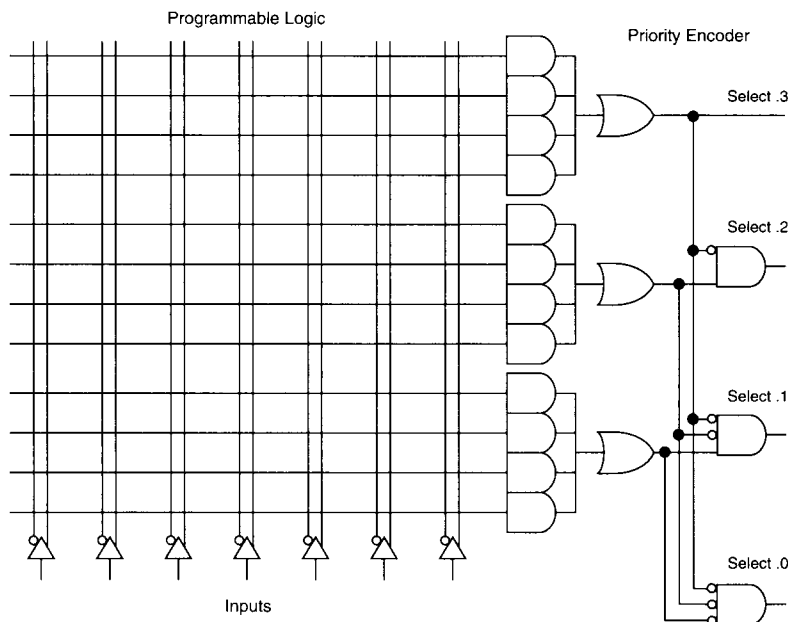 Programmable Logic
Priority Encoder
Select .3
Select .2
Select .1
Select .0
Inputs